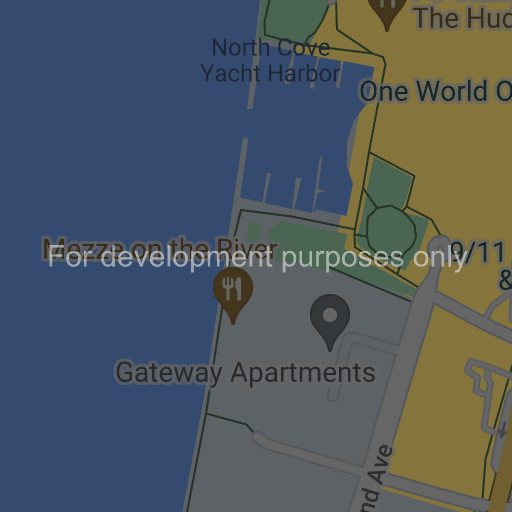 The Hud
North Cove
Yacht Harbor
One World O
Mezze on the River
For development purposes only
9/11
&
Gateway Apartments
nd Ave